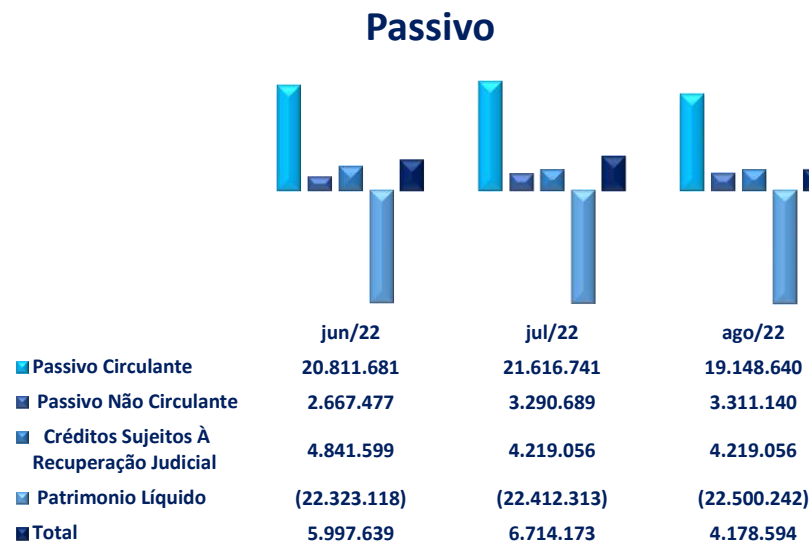 Passivo
jun/22 jul/22 ago/22
Passivo Circulante 20.811.681 21.616.741 19.148.640
Passivo Não Circulante 2.667.477 3.290.689 3.311.140
Créditos Sujeitos À
Recuperação Judicial 4.841.599 4.219.056 4.219.056
Patrimonio Líquido (22.323.118) (22.412.313) (22.500.242)
Total 5.997.639 6.714.173 4.178.594